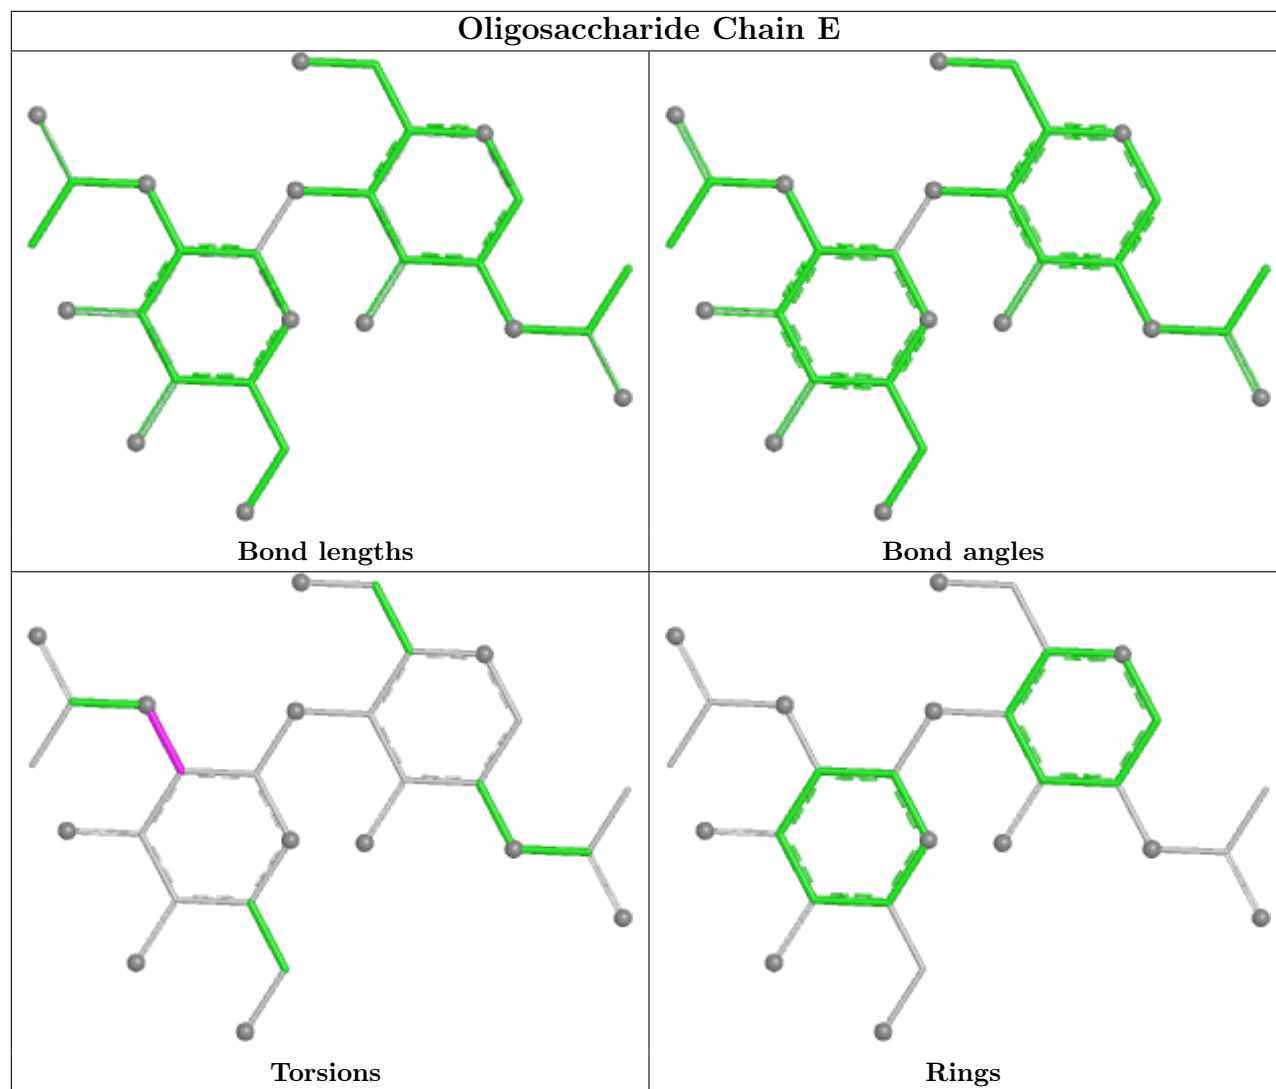 Oligosaccharide Chain E
Bond lengths
Bond angles
Torsions
Rings